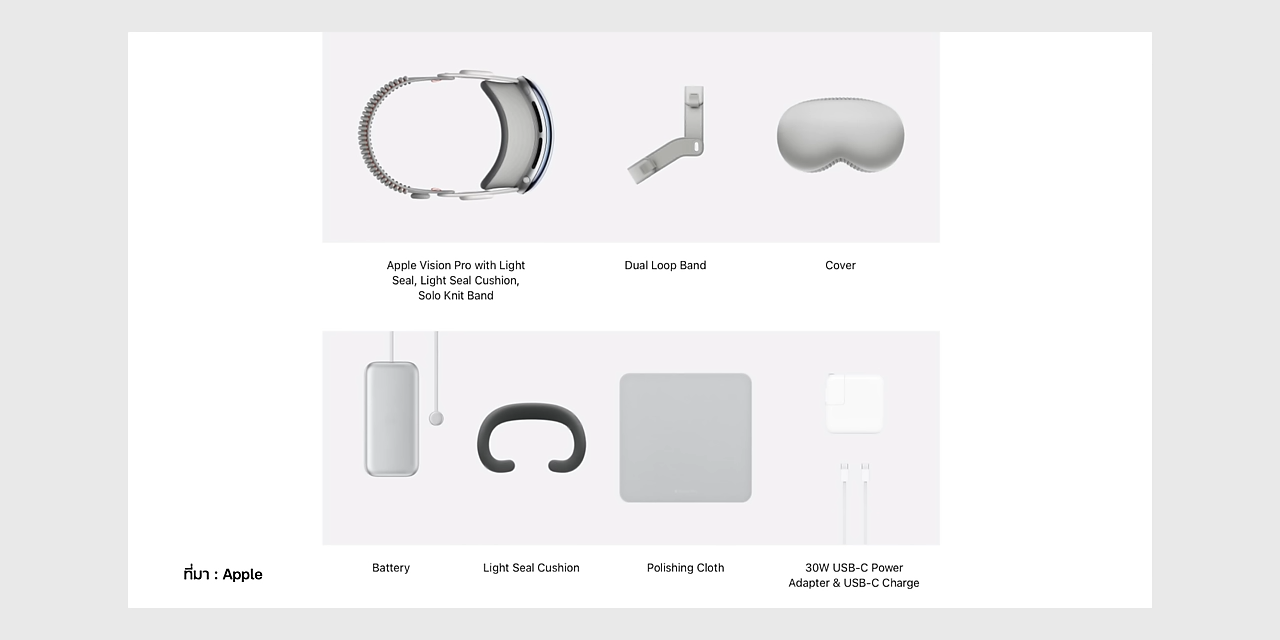 Apple Vision Pro with Light
Seal, Light Seal Cushion,
Solo Knit Band
Dual Loop Band
Cover
Battery
Light Seal Cushion
Polishing Cloth
30W USB-C Power
Adapter & USB-C Charge
ที่มา : Apple